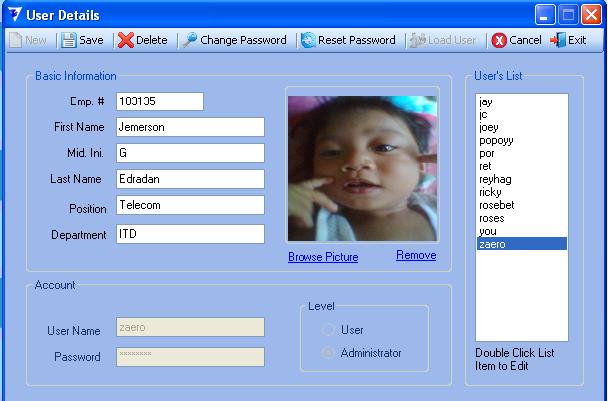 User Details
New Save Delete Change Password Reset Password Load User Cancel Exit
Basic Information
Emp. # 100105
First Name Jemerson
Mid. Ini. G
Last Name Edradan
Position Telecom
Department ITD
Browse Picture Remove
Account
User Name zaero
Password ********
Level
User
Administrator
User's List
jay
jc
joey
popoyy
por
ret
reyhag
ricky
rosebet
roses
you
zaero
Double Click List
Item to Edit